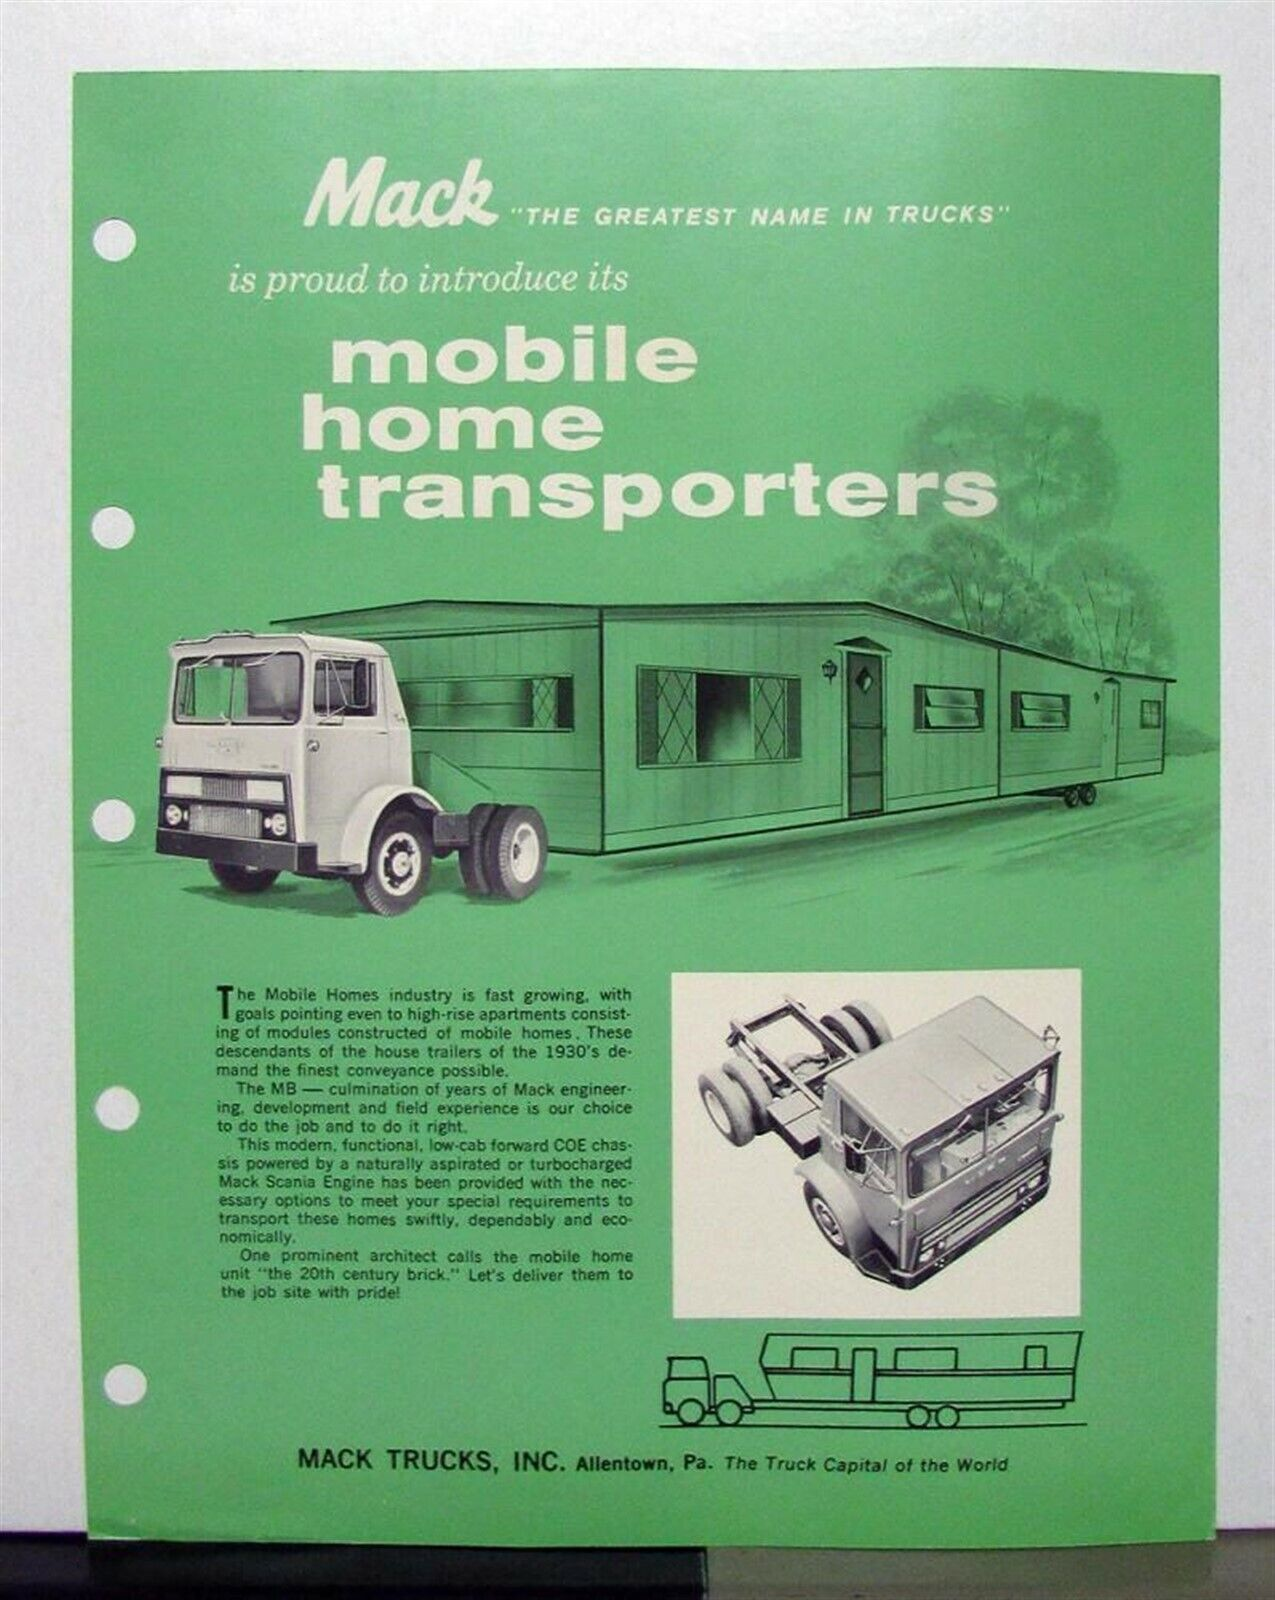 Mack "THE GREATEST NAME IN TRUCKS"
is proud to introduce its
mobile
home
transporters
The Mobile Homes industry is fast growing, with
goals pointing even to high-rise apartments consist-
ing of modules constructed of mobile homes. These
descendants of the house trailers of the 1930's de-
mand the finest conveyance possible.
The MB — culmination of years of Mack engineer-
ing, development and field experience is our choice
to do the job and to do it right.
This modern, functional, low-cab forward COE chas-
sis powered by a naturally aspirated or turbocharged
Mack Scania Engine has been provided with the nec-
essary options to meet your special requirements to
transport these homes swiftly, dependably and eco-
nomically.
One prominent architect calls the mobile home
unit "the 20th century brick." Let's deliver them to
the job site with pride!
MACK TRUCKS, INC. Allentown, Pa. The Truck Capital of the World